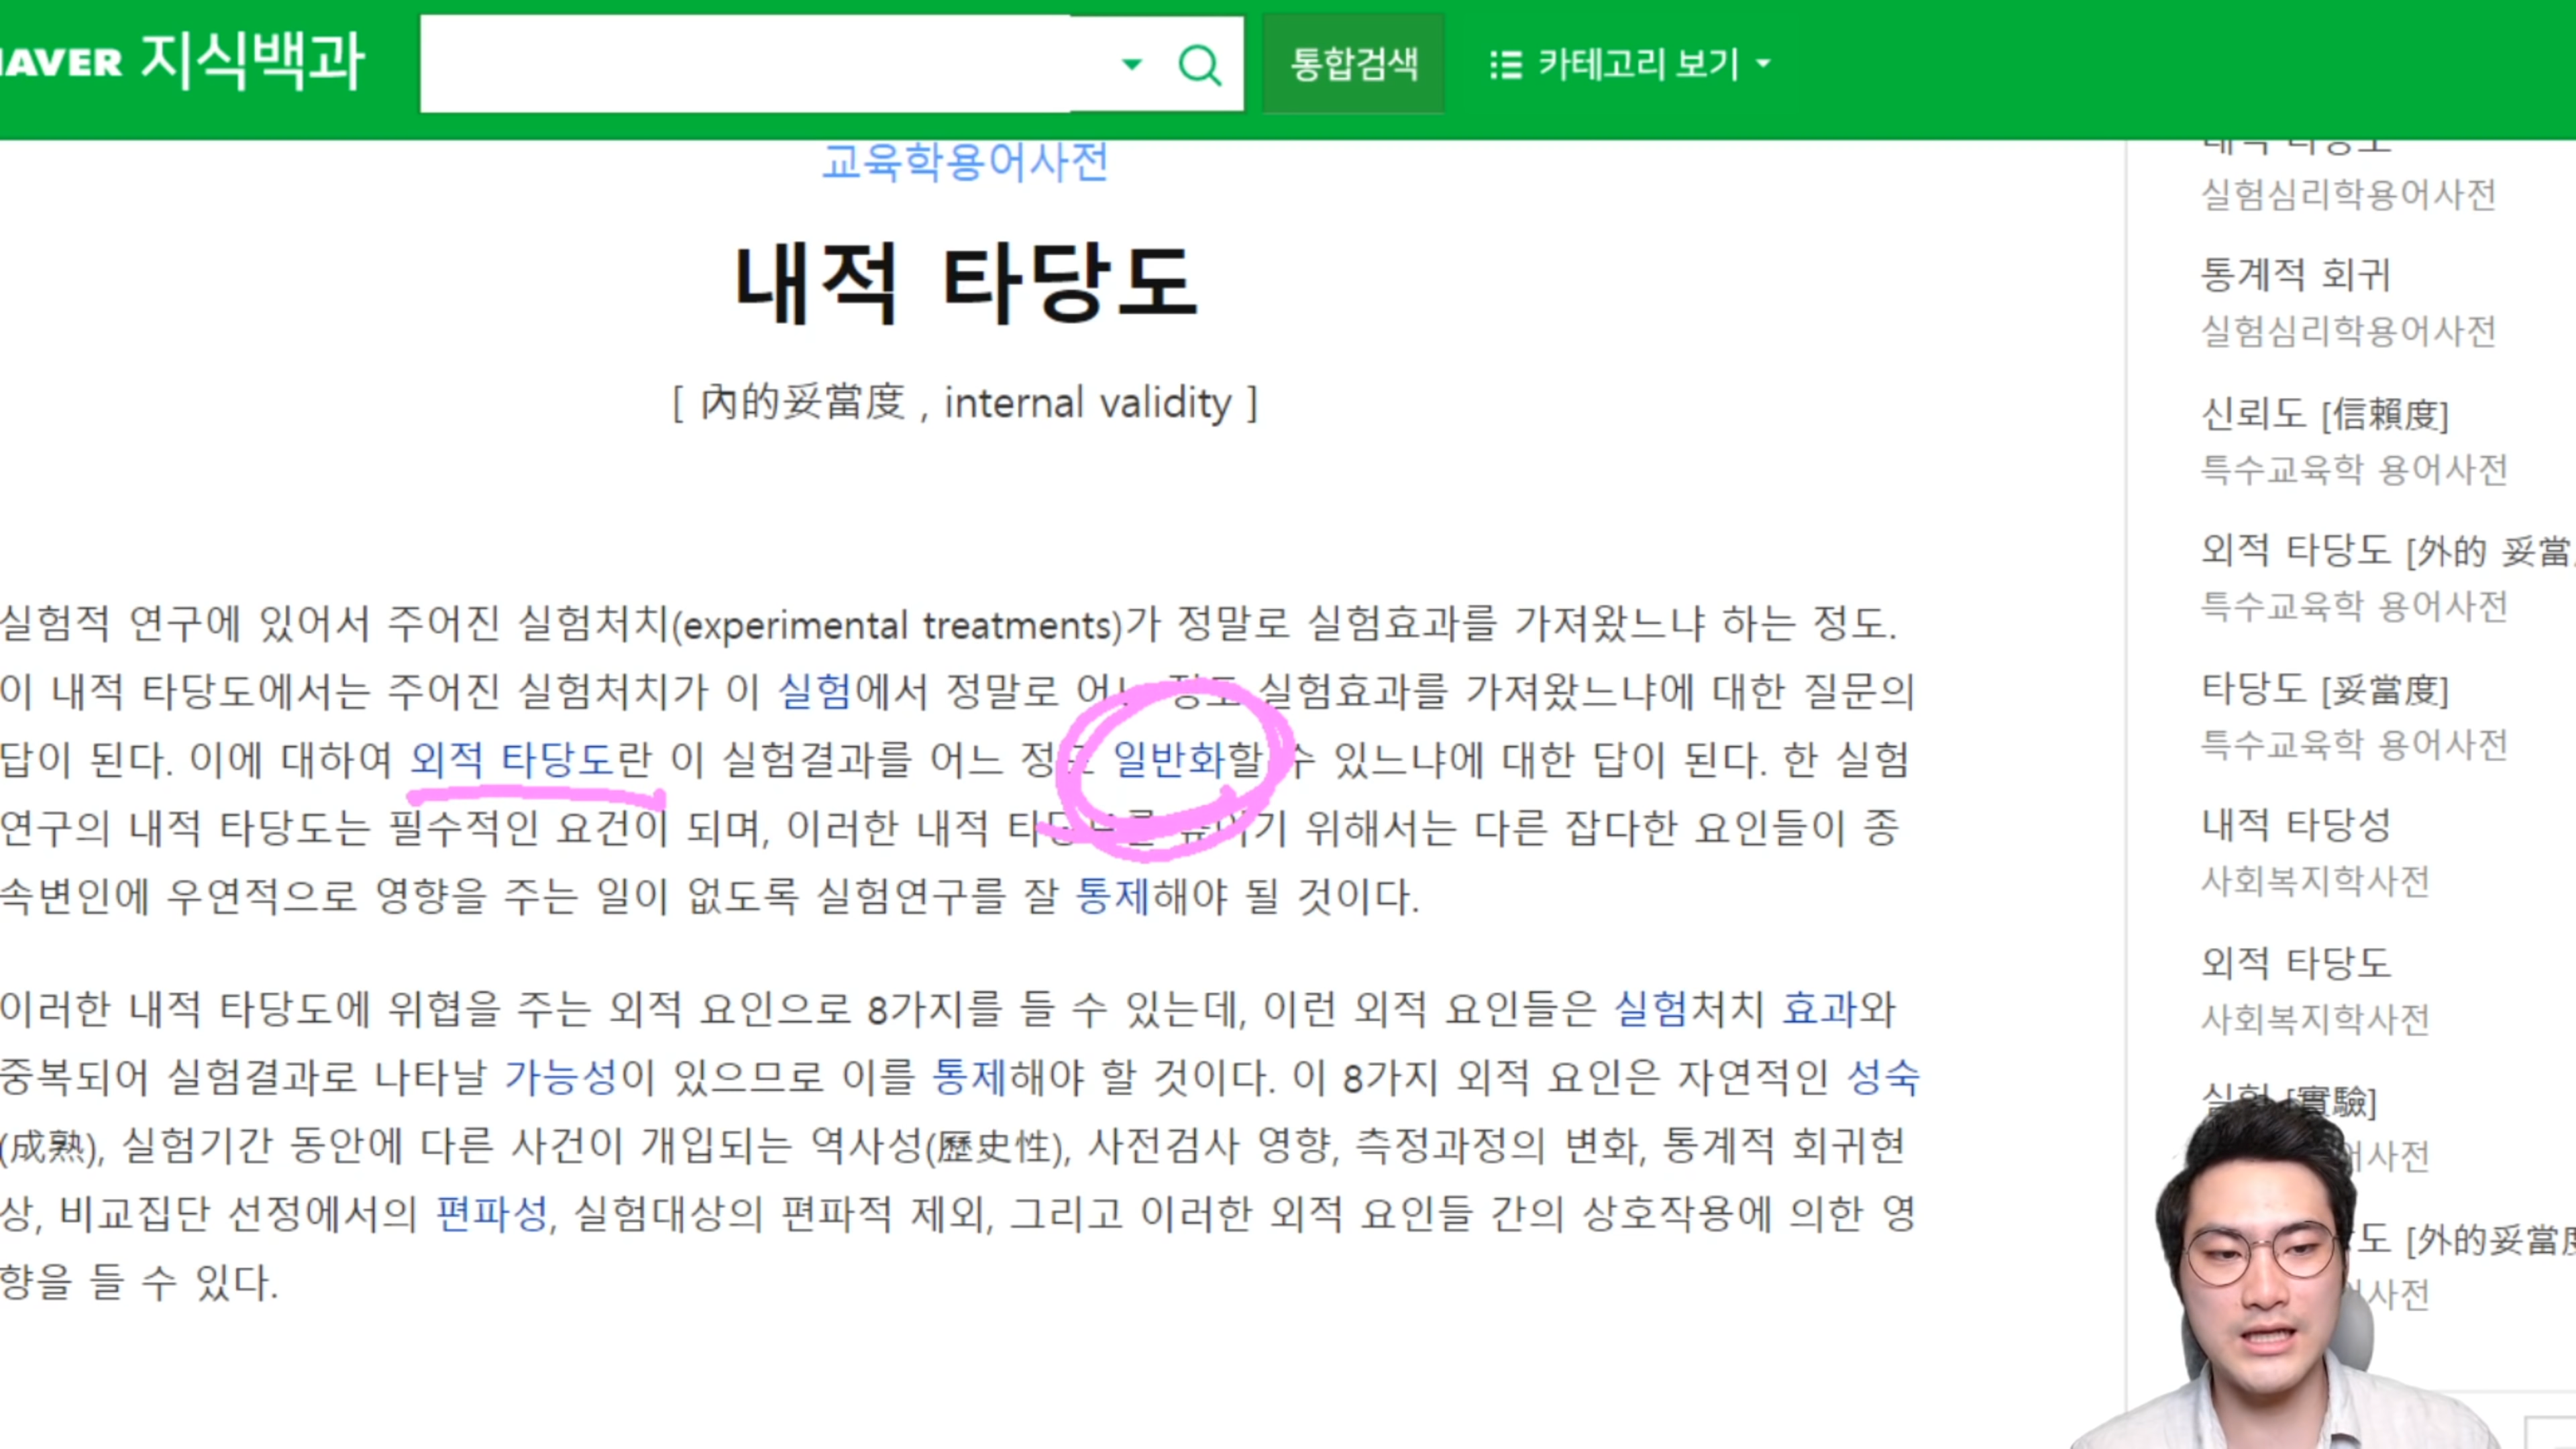 NAVER 지식백과
통합검색
카테고리 보기
교육학용어사전
내적 타당도
[ 內的妥當度 , internal validity ]
실험적 연구에 있어서 주어진 실험처치(experimental treatments)가 정말로 실험효과를 가져왔느냐 하는 정도.
이 내적 타당도에서는 주어진 실험처치가 이 실험에서 정말로 어느 정도 실험효과를 가져왔느냐에 대한 질문의
답이 된다. 이에 대하여 외적 타당도란 이 실험결과를 어느 정도 일반화할 수 있느냐에 대한 답이 된다. 한 실험
연구의 내적 타당도는 필수적인 요건이 되며, 이러한 내적 타당도를 높이기 위해서는 다른 잡다한 요인들이 종
속변인에 우연적으로 영향을 주는 일이 없도록 실험연구를 잘 통제해야 될 것이다.
이러한 내적 타당도에 위협을 주는 외적 요인으로 8가지를 들 수 있는데, 이런 외적 요인들은 실험처치 효과와
중복되어 실험결과로 나타날 가능성이 있으므로 이를 통제해야 할 것이다. 이 8가지 외적 요인은 자연적인 성숙
(成熟), 실험기간 동안에 다른 사건이 개입되는 역사성(歷史性), 사전검사 영향, 측정과정의 변화, 통계적 회귀현
상, 비교집단 선정에서의 편파성, 실험대상의 편파적 제외, 그리고 이러한 외적 요인들 간의 상호작용에 의한 영
향을 들 수 있다.
내적 타당도
실험심리학용어사전
통계적 회귀
실험심리학용어사전
신뢰도 [信賴度]
특수교육학 용어사전
외적 타당도 [外的 妥當
특수교육학 용어사전
타당도 [妥當度]
특수교육학 용어사전
내적 타당성
사회복지학사전
외적 타당도
사회복지학사전
실험 [實驗]
어사전
도 [外的妥當度
사전